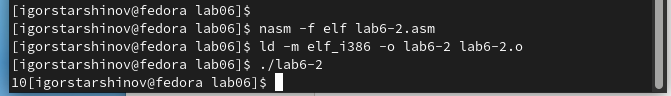 [igorstarshinov@fedora lab06]$
[igorstarshinov@fedora lab06]$ nasm -f elf lab6-2.asm
[igorstarshinov@fedora lab06]$ ld -m elf_i386 -o lab6-2 lab6-2.o
[igorstarshinov@fedora lab06]$ ./lab6-2
10[igorstarshinov@fedora lab06]$